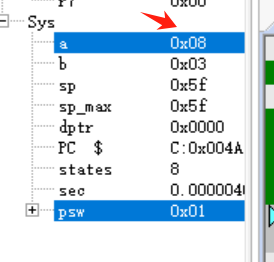 Sys
a 0x08
b 0x03
sp 0x5f
sp_max 0x5f
dptr 0x0000
PC $ C:0x004A
states 8
sec
psw 0x01